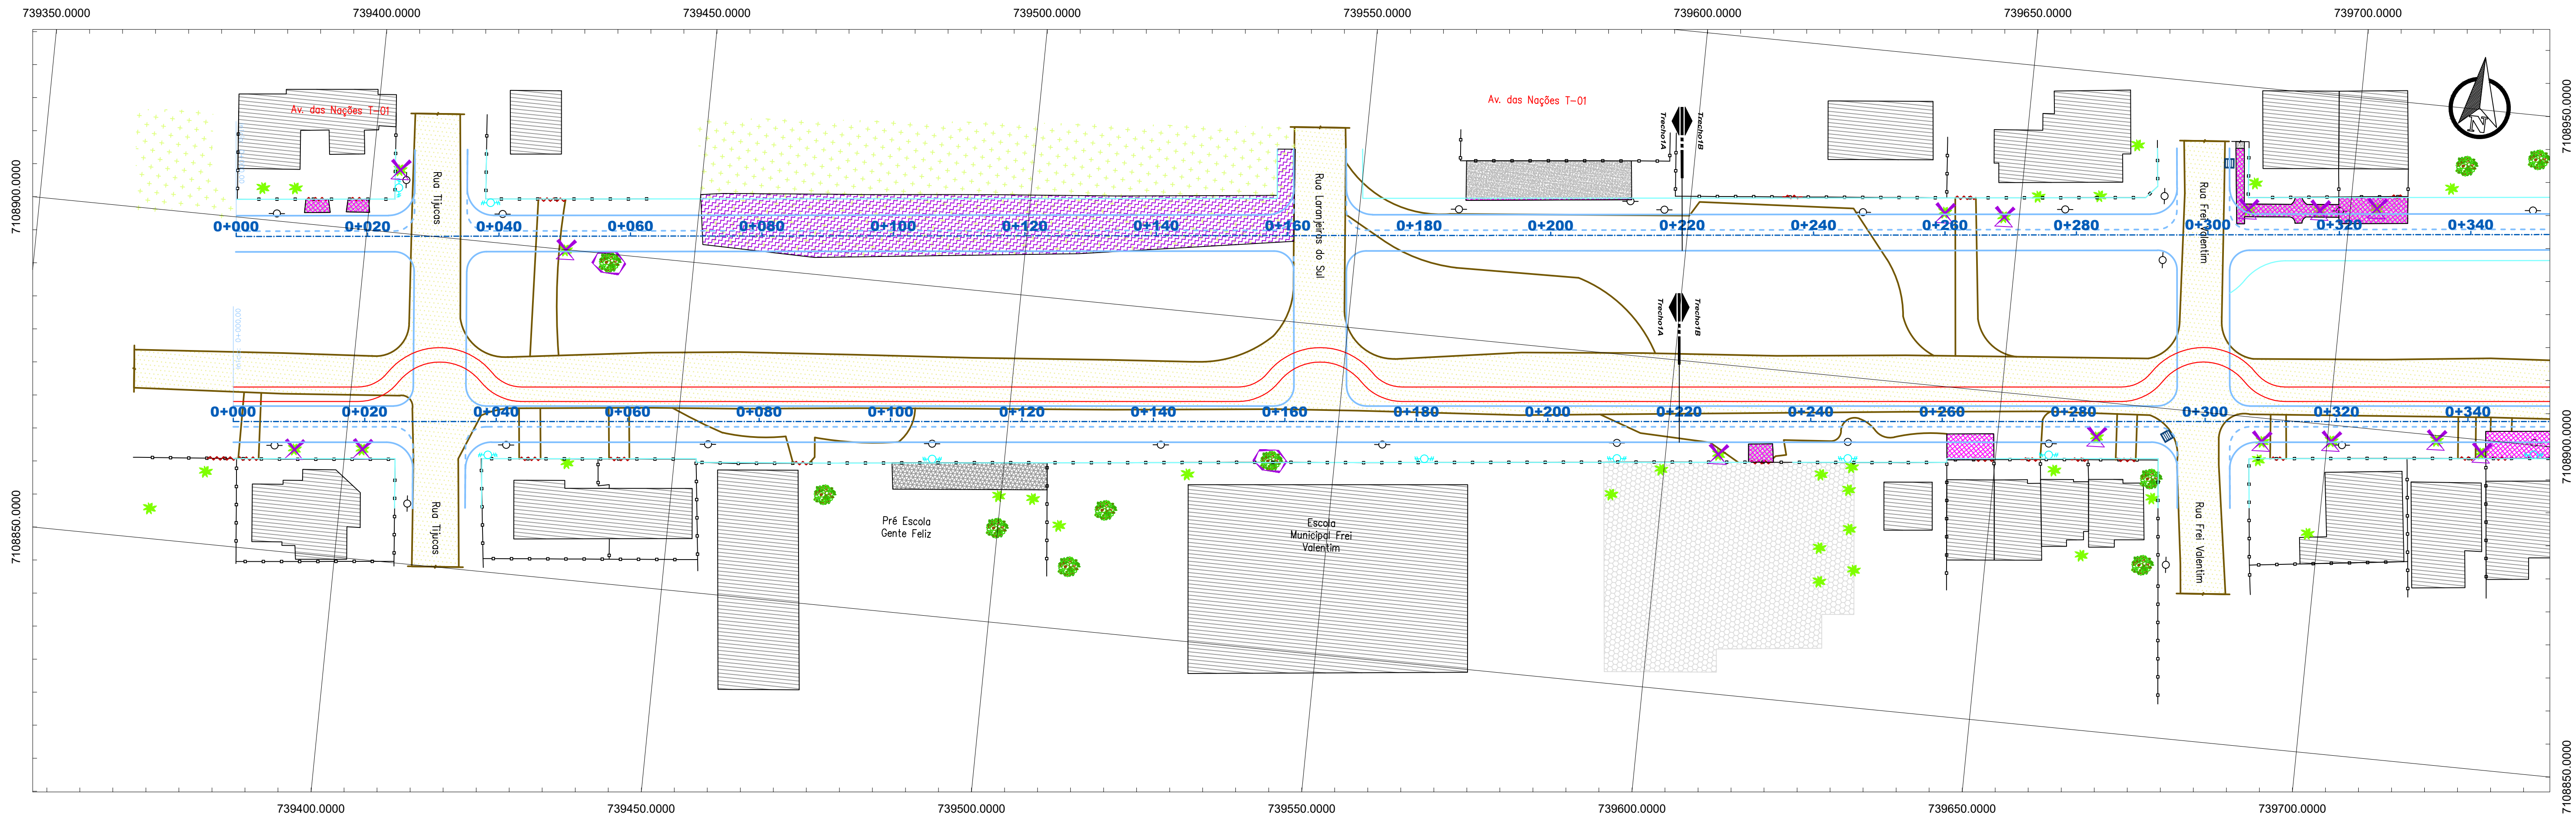 739350.0000 739400.0000 739450.0000 739500.0000 739550.0000 739600.0000 739650.0000 739700.0000
7108950.0000
N
Av. das Nações T-01
Av. das Nações T-01
Trecho1A
Trecho1B
Rua Tijucas
Rua Laranjeiras do Sul
Rua Frei Valentim
7108900.0000
0+000 0+020 0+040 0+060 0+080 0+100 0+120 0+140 0+160 0+180 0+200 0+220 0+240 0+260 0+280 0+300 0+320 0+340
Trecho1A
Trecho1B
0+000 0+020 0+040 0+060 0+080 0+100 0+120 0+140 0+160 0+180 0+200 0+220 0+240 0+260 0+280 0+300 0+320 0+340
7108900.0000
Rua Tijucas
Pré Escola
Gente Feliz
Escola
Municipal Frei
Valentim
Rua Frei Valentim
7108850.0000
7108850.0000
739400.0000 739450.0000 739500.0000 739550.0000 739600.0000 739650.0000 739700.0000